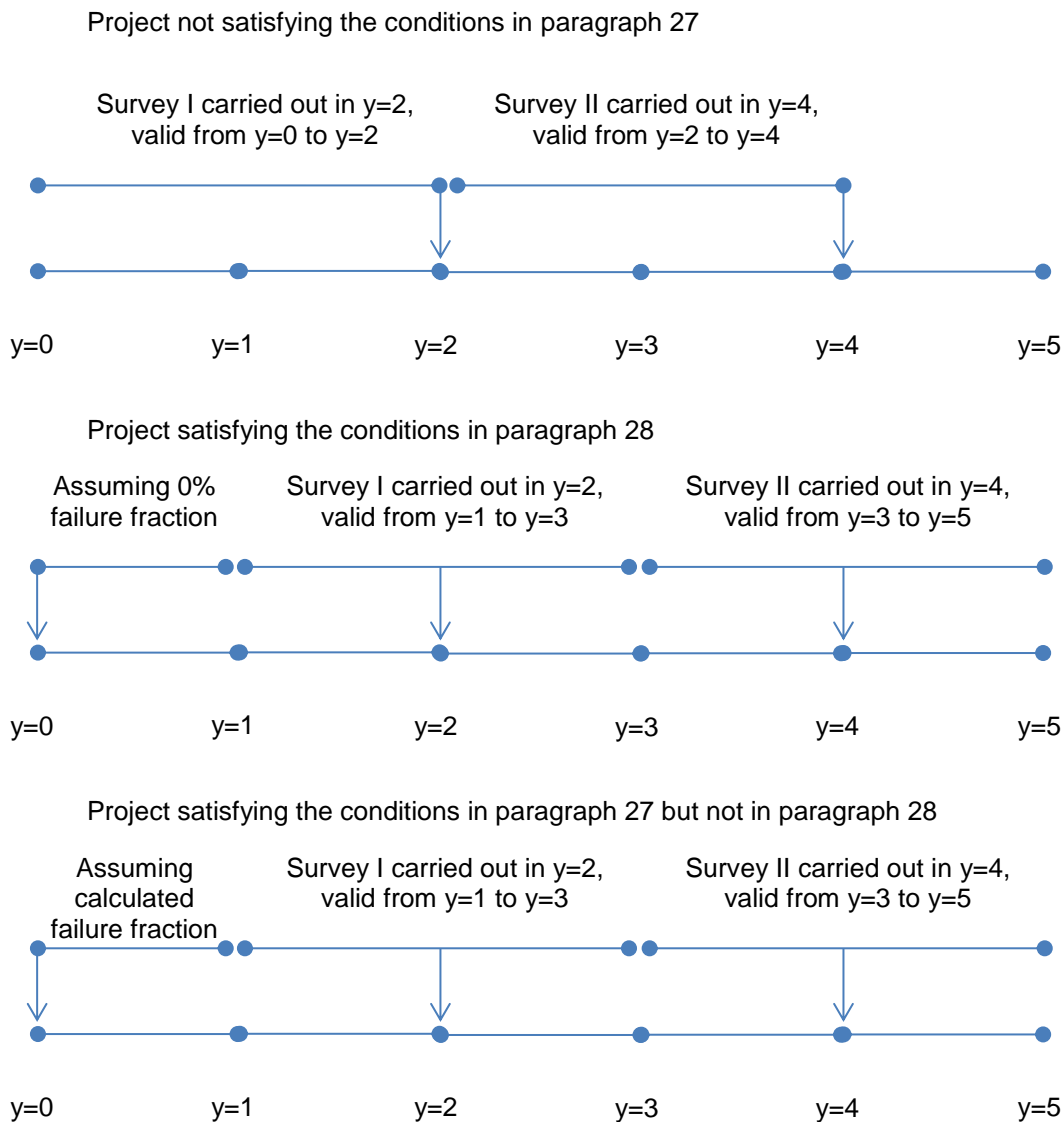 Project not satisfying the conditions in paragraph 27
Survey I carried out in y=2,
valid from y=0 to y=2
Survey II carried out in y=4,
valid from y=2 to y=4
y=0 y=1 y=2 y=3 y=4 y=5
Project satisfying the conditions in paragraph 28
Assuming 0%
failure fraction
Survey I carried out in y=2,
valid from y=1 to y=3
Survey II carried out in y=4,
valid from y=3 to y=5
y=0 y=1 y=2 y=3 y=4 y=5
Project satisfying the conditions in paragraph 27 but not in paragraph 28
Assuming
calculated
failure fraction
Survey I carried out in y=2,
valid from y=1 to y=3
Survey II carried out in y=4,
valid from y=3 to y=5
y=0 y=1 y=2 y=3 y=4 y=5